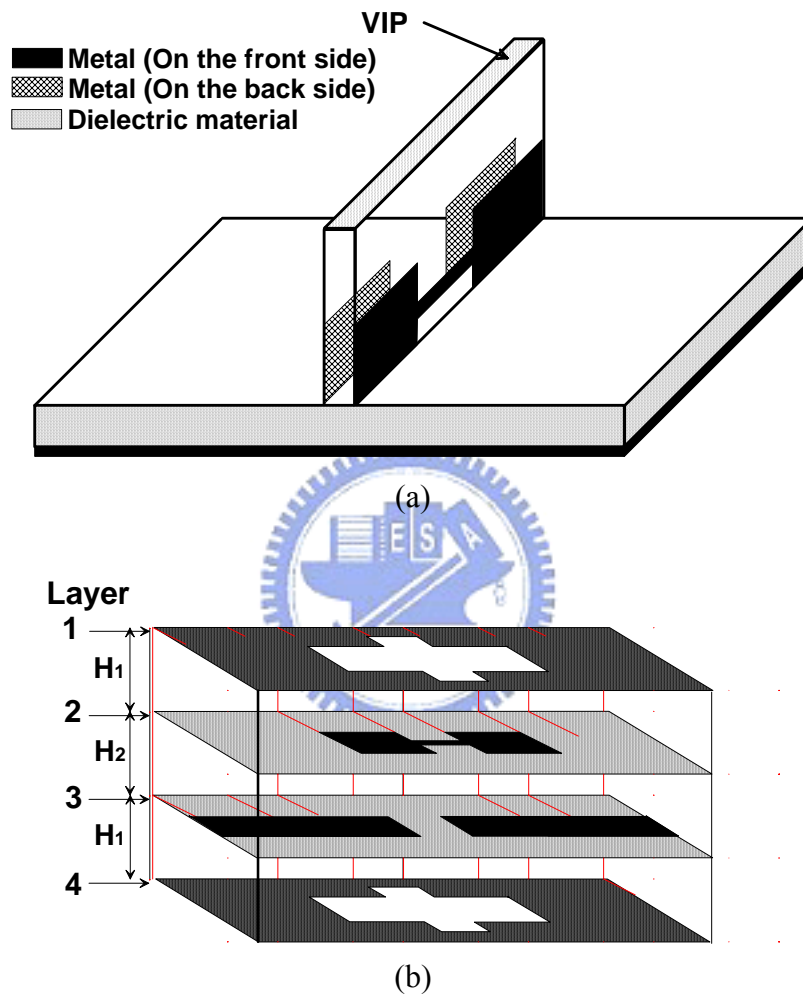 VIP
Metal (On the front side)
Metal (On the back side)
Dielectric material
(a)
E S A
Layer
1
H1
2
H2
3
H1
4
(b)